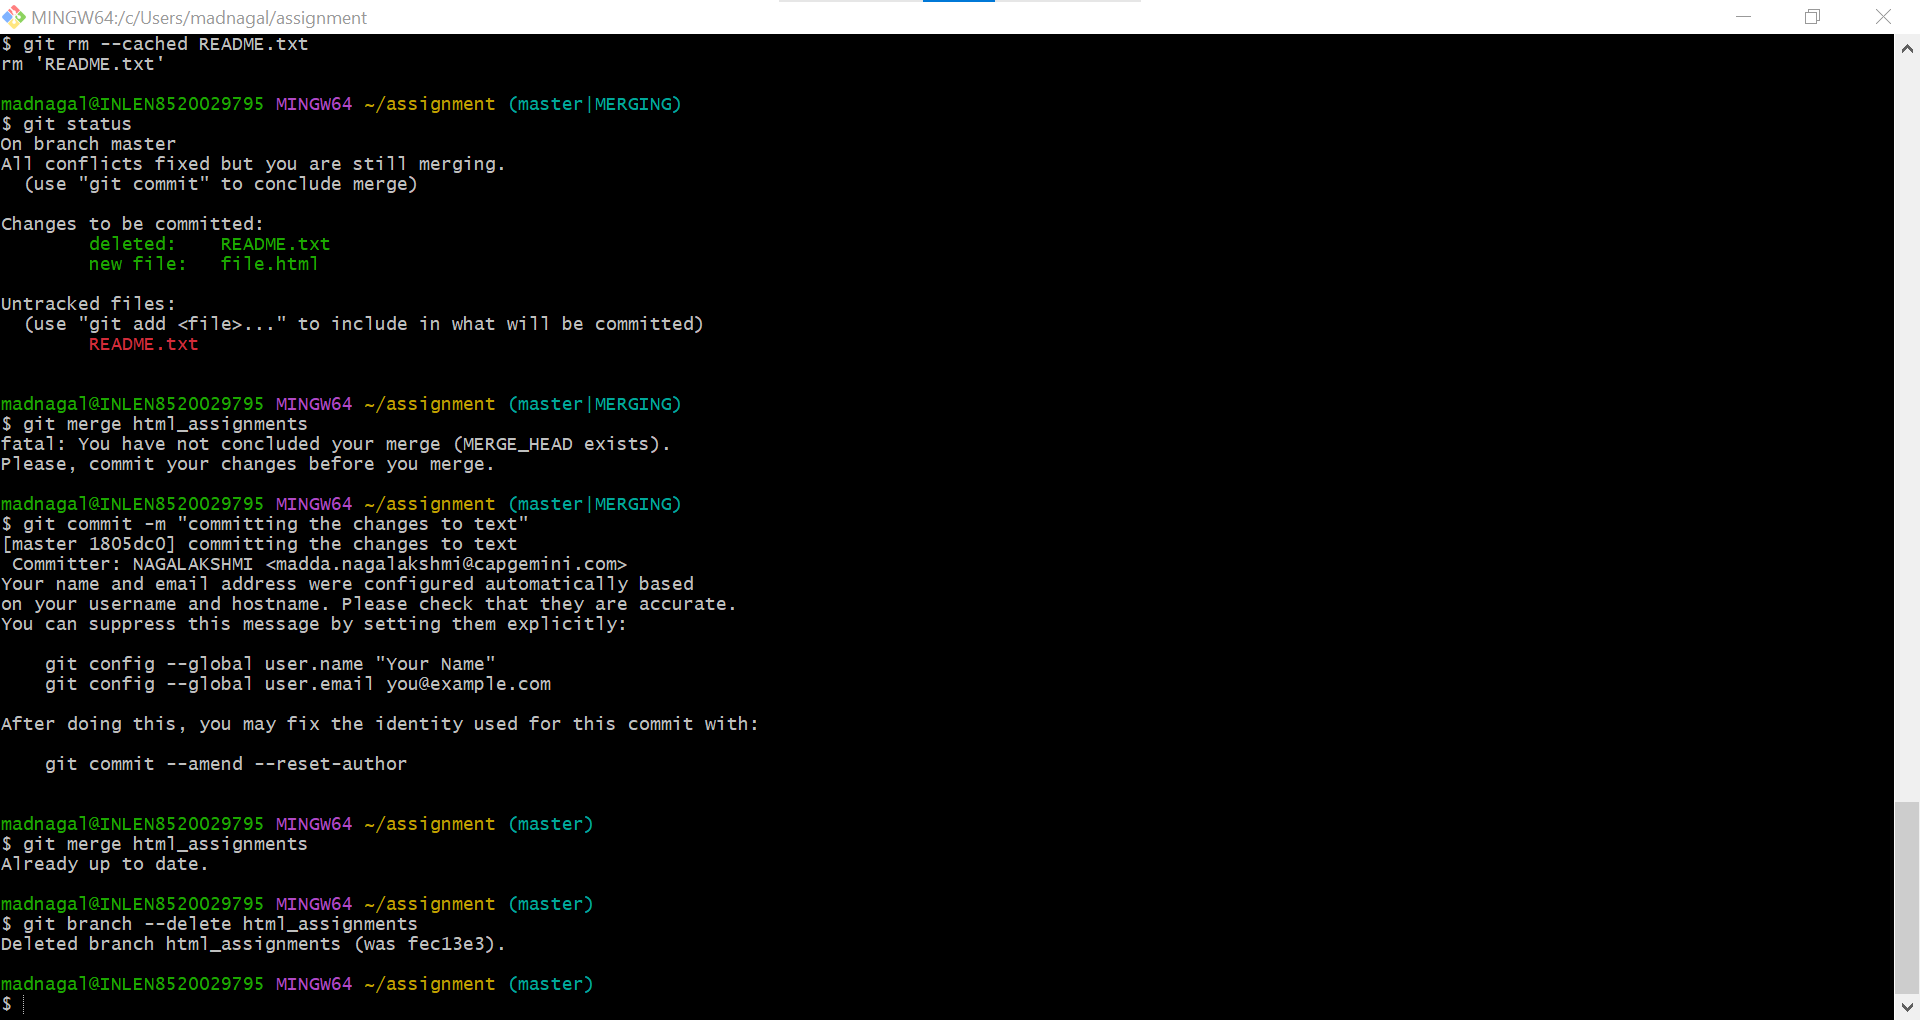 MINGW64:/c/Users/madnagal/assignment
$ git rm --cached README.txt
rm 'README.txt'
madnagal@INLEN8520029795 MINGW64 ~/assignment (master|MERGING)
$ git status
On branch master
All conflicts fixed but you are still merging.
  (use "git commit" to conclude merge)
Changes to be committed:
        deleted:    README.txt
        new file:   file.html
Untracked files:
  (use "git add <file>..." to include in what will be committed)
        README.txt
madnagal@INLEN8520029795 MINGW64 ~/assignment (master|MERGING)
$ git merge html_assignments
fatal: You have not concluded your merge (MERGE_HEAD exists).
Please, commit your changes before you merge.
madnagal@INLEN8520029795 MINGW64 ~/assignment (master|MERGING)
$ git commit -m "committing the changes to text"
[master 1805dc0] committing the changes to text
 Committer: NAGALAKSHMI <madda.nagalakshmi@capgemini.com>
Your name and email address were configured automatically based
on your username and hostname. Please check that they are accurate.
You can suppress this message by setting them explicitly:
    git config --global user.name "Your Name"
    git config --global user.email you@example.com
After doing this, you may fix the identity used for this commit with:
    git commit --amend --reset-author
madnagal@INLEN8520029795 MINGW64 ~/assignment (master)
$ git merge html_assignments
Already up to date.
madnagal@INLEN8520029795 MINGW64 ~/assignment (master)
$ git branch --delete html_assignments
Deleted branch html_assignments (was fec13e3).
madnagal@INLEN8520029795 MINGW64 ~/assignment (master)
$